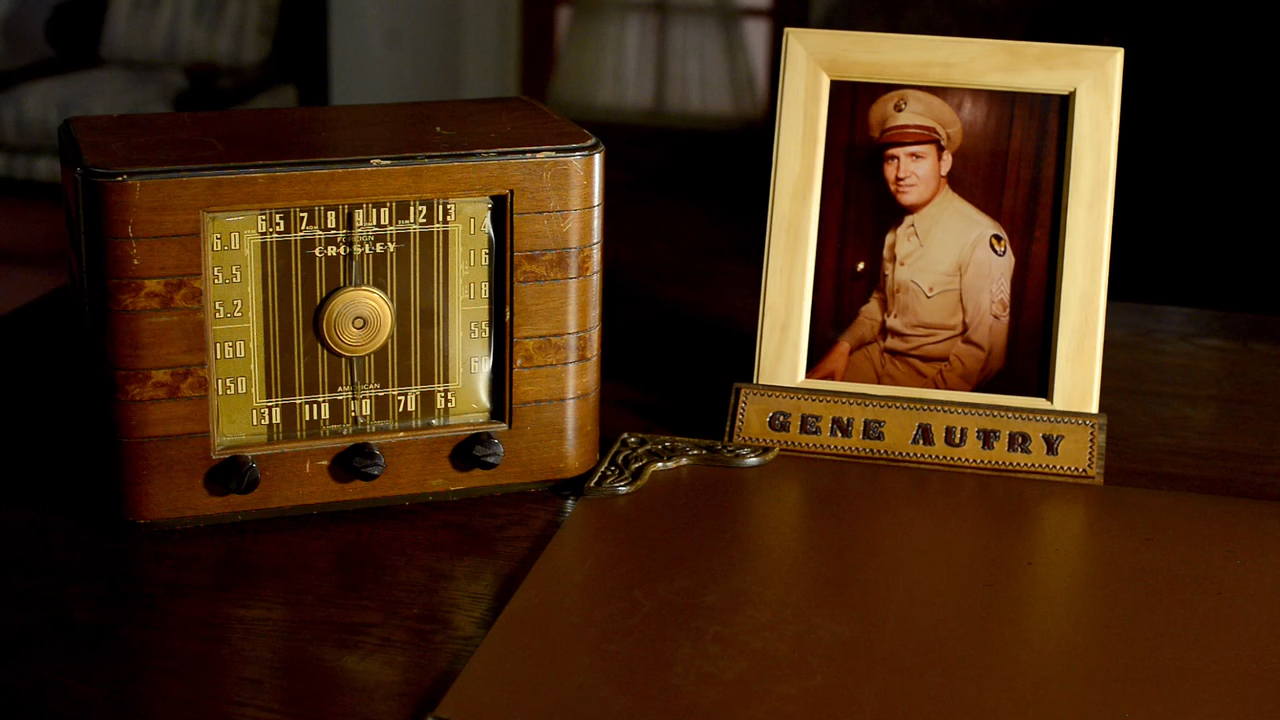 6.5 7 8 9 10 12 13
6.0 14
FOREIGN
CROSLEY
5.5 16
5.2 18
160 55
150 60
AMERICAN
130 110 90 70 65
GENE AUTRY